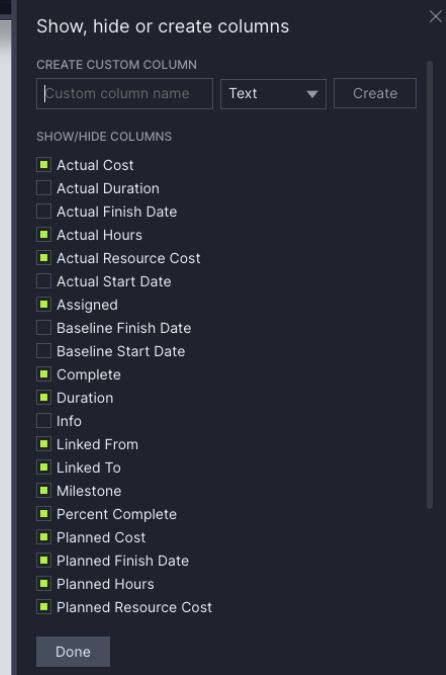 Show, hide or create columns
CREATE CUSTOM COLUMN
Custom column name Text Create
SHOW/HIDE COLUMNS
Actual Cost
Actual Duration
Actual Finish Date
Actual Hours
Actual Resource Cost
Actual Start Date
Assigned
Baseline Finish Date
Baseline Start Date
Complete
Duration
Info
Linked From
Linked To
Milestone
Percent Complete
Planned Cost
Planned Finish Date
Planned Hours
Planned Resource Cost
Done